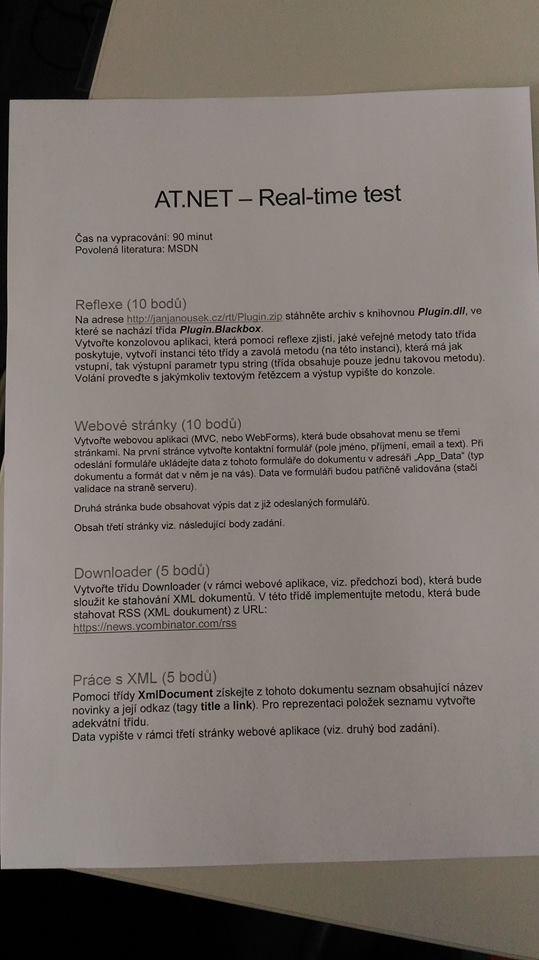 AT.NET – Real-time test
Čas na vypracování: 90 minut
Povolená literatura: MSDN
Reflexe (10 bodů)
Na adrese http://janjanousek.cz/rtt/Plugin.zip stáhněte archiv s knihovnou Plugin.dll, ve
které se nachází třída Plugin.Blackbox.
Vytvořte konzolovou aplikaci, která pomocí reflexe zjistí, jaké veřejné metody tato třída
poskytuje, vytvoří instanci této třídy a zavolá metodu (na této instanci), která má jak
vstupní, tak výstupní parametr typu string (třída obsahuje pouze jednu takovou metodu).
Volání proveďte s jakýmkoliv textovým řetězcem a výstup vypište do konzole.
Webové stránky (10 bodů)
Vytvořte webovou aplikaci (MVC, nebo WebForms), která bude obsahovat menu se třemi
stránkami. Na první stránce vytvořte kontaktní formulář (pole jméno, příjmení, email a text). Při
odeslání formuláře ukládejte data z tohoto formuláře do dokumentu v adresáři „App_Data“ (typ
dokumentu a formát dat v něm je na vás). Data ve formuláři budou patřičně validována (stačí
validace na straně serveru).
Druhá stránka bude obsahovat výpis dat z již odeslaných formulářů.
Obsah třetí stránky viz. následující body zadání.
Downloader (5 bodů)
Vytvořte třídu Downloader (v rámci webové aplikace, viz. předchozí bod), která bude
sloužit ke stahování XML dokumentů. V této třídě implementujte metodu, která bude
stahovat RSS (XML doukument) z URL:
https://news.ycombinator.com/rss
Práce s XML (5 bodů)
Pomocí třídy XmlDocument získejte z tohoto dokumentu seznam obsahující název
novinky a její odkaz (tagy title a link). Pro reprezentaci položek seznamu vytvořte
adekvátní třídu.
Data vypište v rámci třetí stránky webové aplikace (viz. druhý bod zadání).